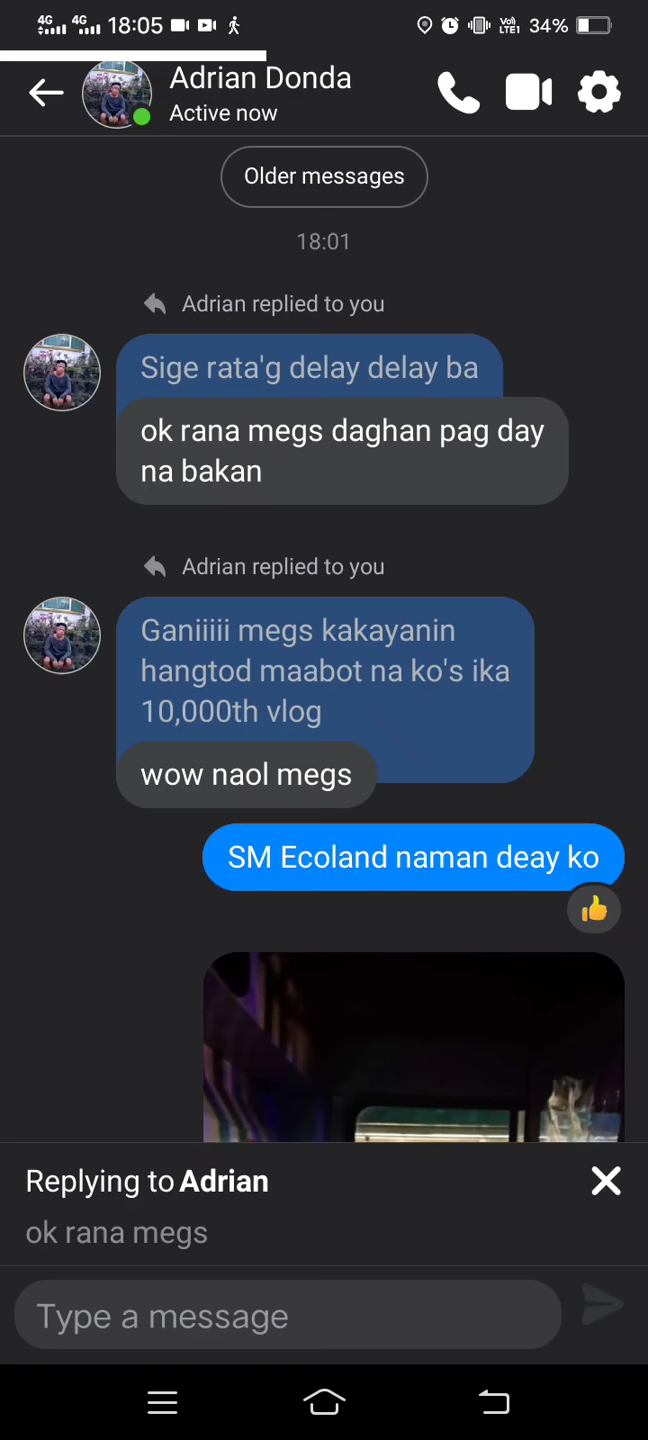 4G 4G 18:05 Vo) LTE1 34%
Adrian Donda
Active now
Older messages
18:01
Adrian replied to you
Sige rata'g delay delay ba
ok rana megs daghan pag day
na bakan
Adrian replied to you
Ganiiiii megs kakayanin
hangtod maabot na ko's ika
10,000th vlog
wow naol megs
SM Ecoland naman deay ko
Replying to Adrian
ok rana megs
Type a message